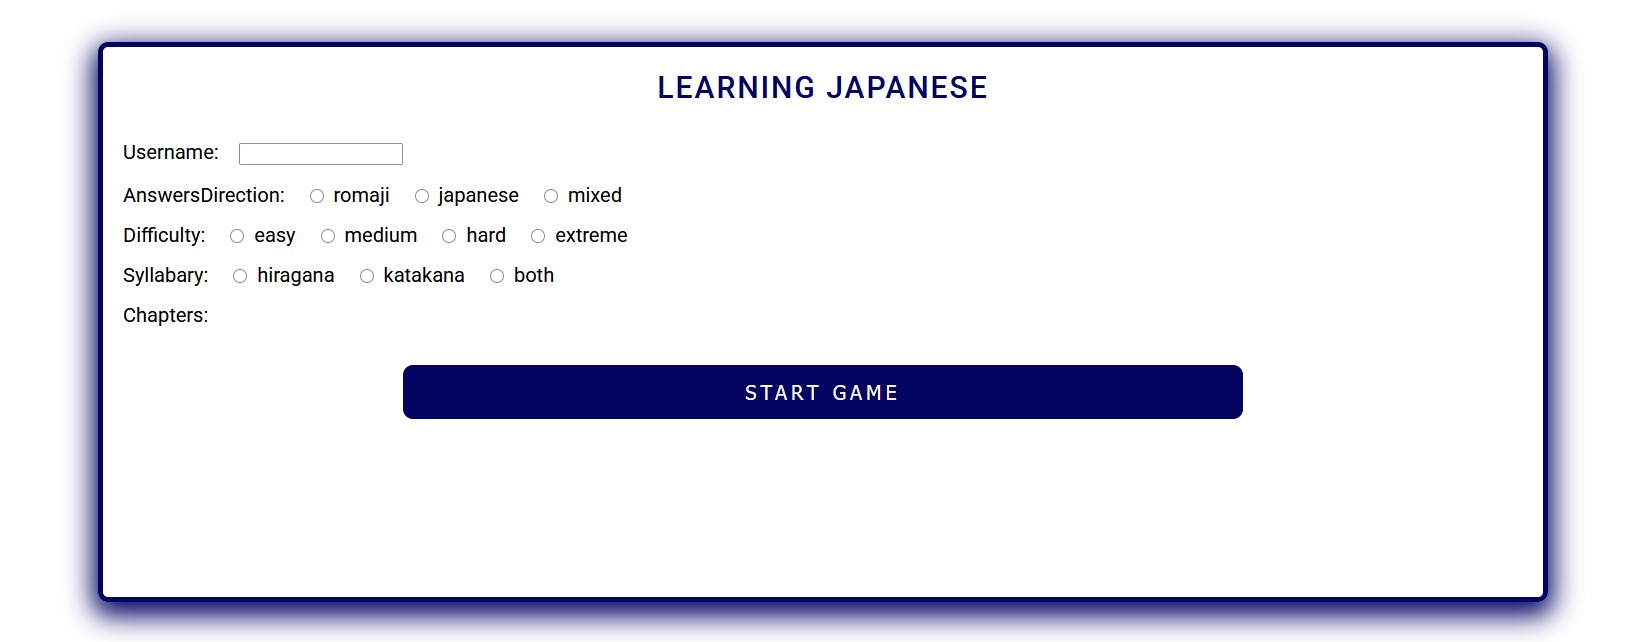 LEARNING JAPANESE
Username:
AnswersDirection: romaji japanese mixed
Difficulty: easy medium hard extreme
Syllabary: hiragana katakana both
Chapters:
START GAME